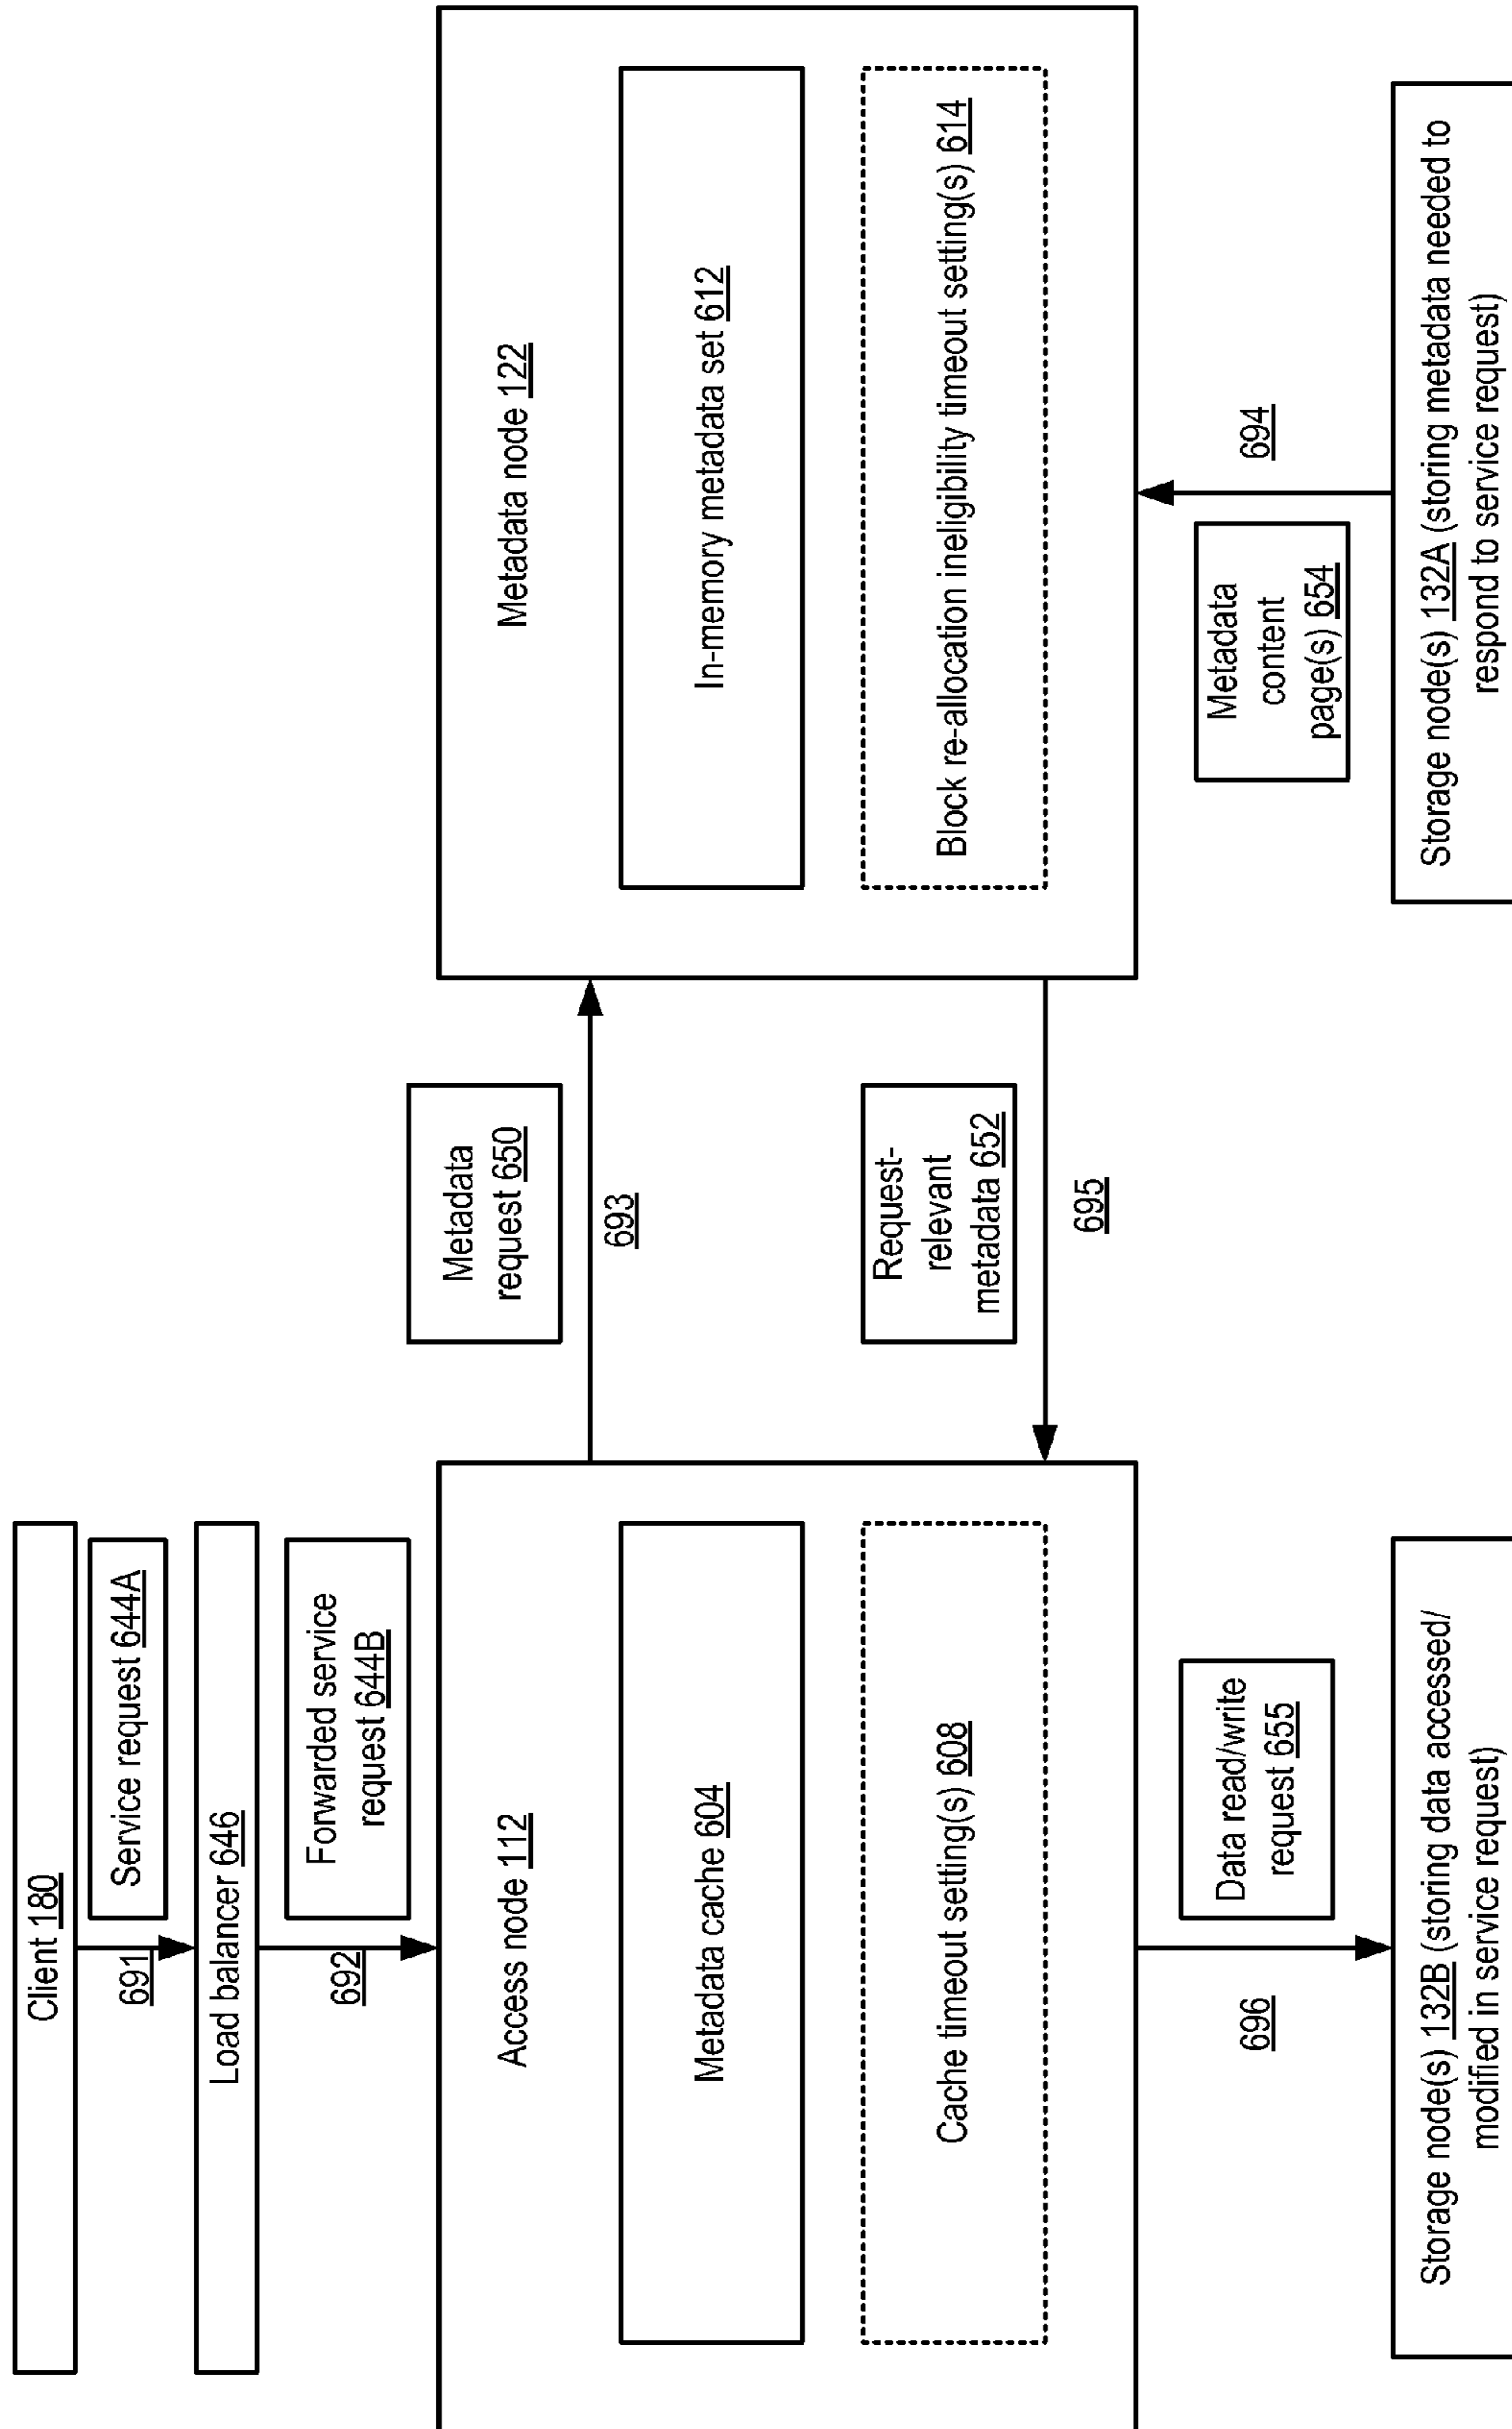 Client 180
Service request 644A
691
Load balancer 646
Forwarded service
request 644B
692
Access node 112
Metadata cache 604
Cache timeout setting(s) 608
Metadata
request 650
693
Request-
relevant
metadata 652
695
Metadata node 122
In-memory metadata set 612
Block re-allocation ineligibility timeout setting(s) 614
Data read/write
request 655
696
Storage node(s) 132B (storing data accessed/
modified in service request)
Metadata
content
page(s) 654
694
Storage node(s) 132A (storing metadata needed to
respond to service request)